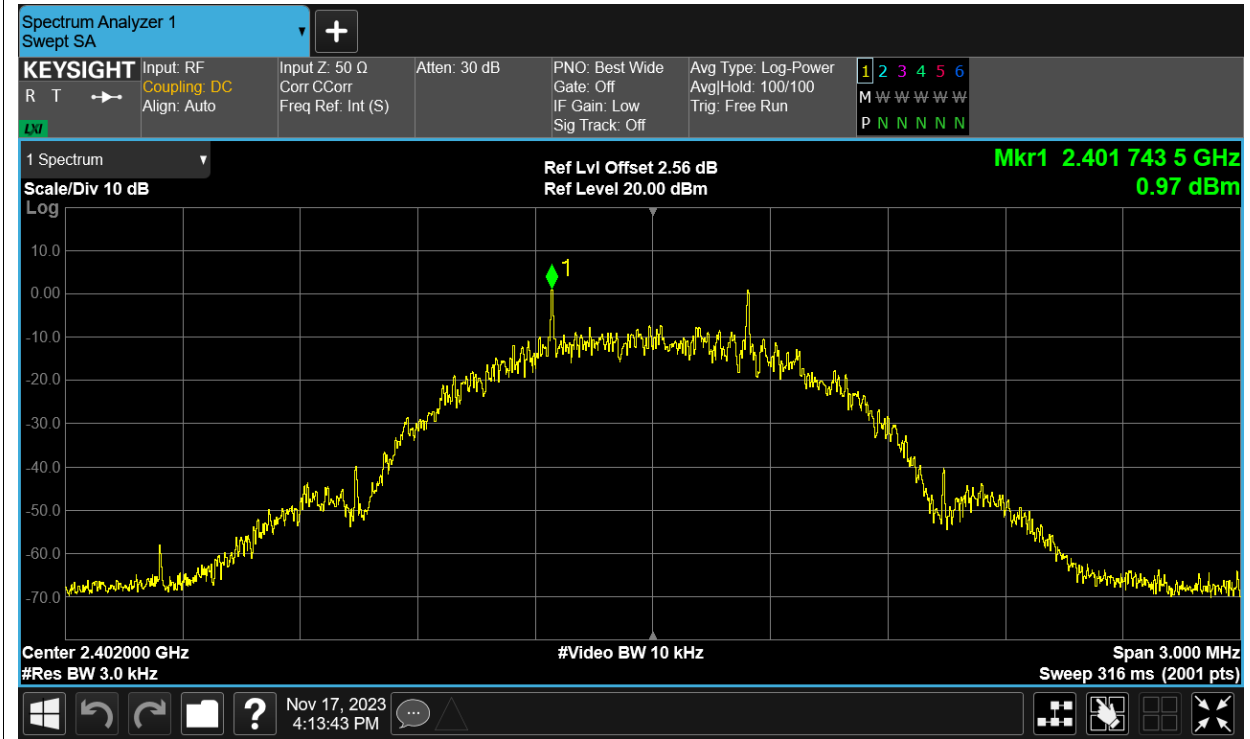 Spectrum Analyzer 1
Swept SA
KEYSIGHT
R T
LXI
Input: RF
Coupling: DC
Align: Auto
Input Z: 50 Ω
Corr CCorr
Freq Ref: Int (S)
Atten: 30 dB
PNO: Best Wide
Gate: Off
IF Gain: Low
Sig Track: Off
Avg Type: Log-Power
Avg|Hold: 100/100
Trig: Free Run
1 2 3 4 5 6
M W W W W W
P N N N N N
1 Spectrum
Scale/Div 10 dB
Log
Ref Lvl Offset 2.56 dB
Ref Level 20.00 dBm
Mkr1 2.401 743 5 GHz
0.97 dBm
1
10.0
0.00
-10.0
-20.0
-30.0
-40.0
-50.0
-60.0
-70.0
Center 2.402000 GHz
#Res BW 3.0 kHz
#Video BW 10 kHz
Span 3.000 MHz
Sweep 316 ms (2001 pts)
?
Nov 17, 2023
4:13:43 PM